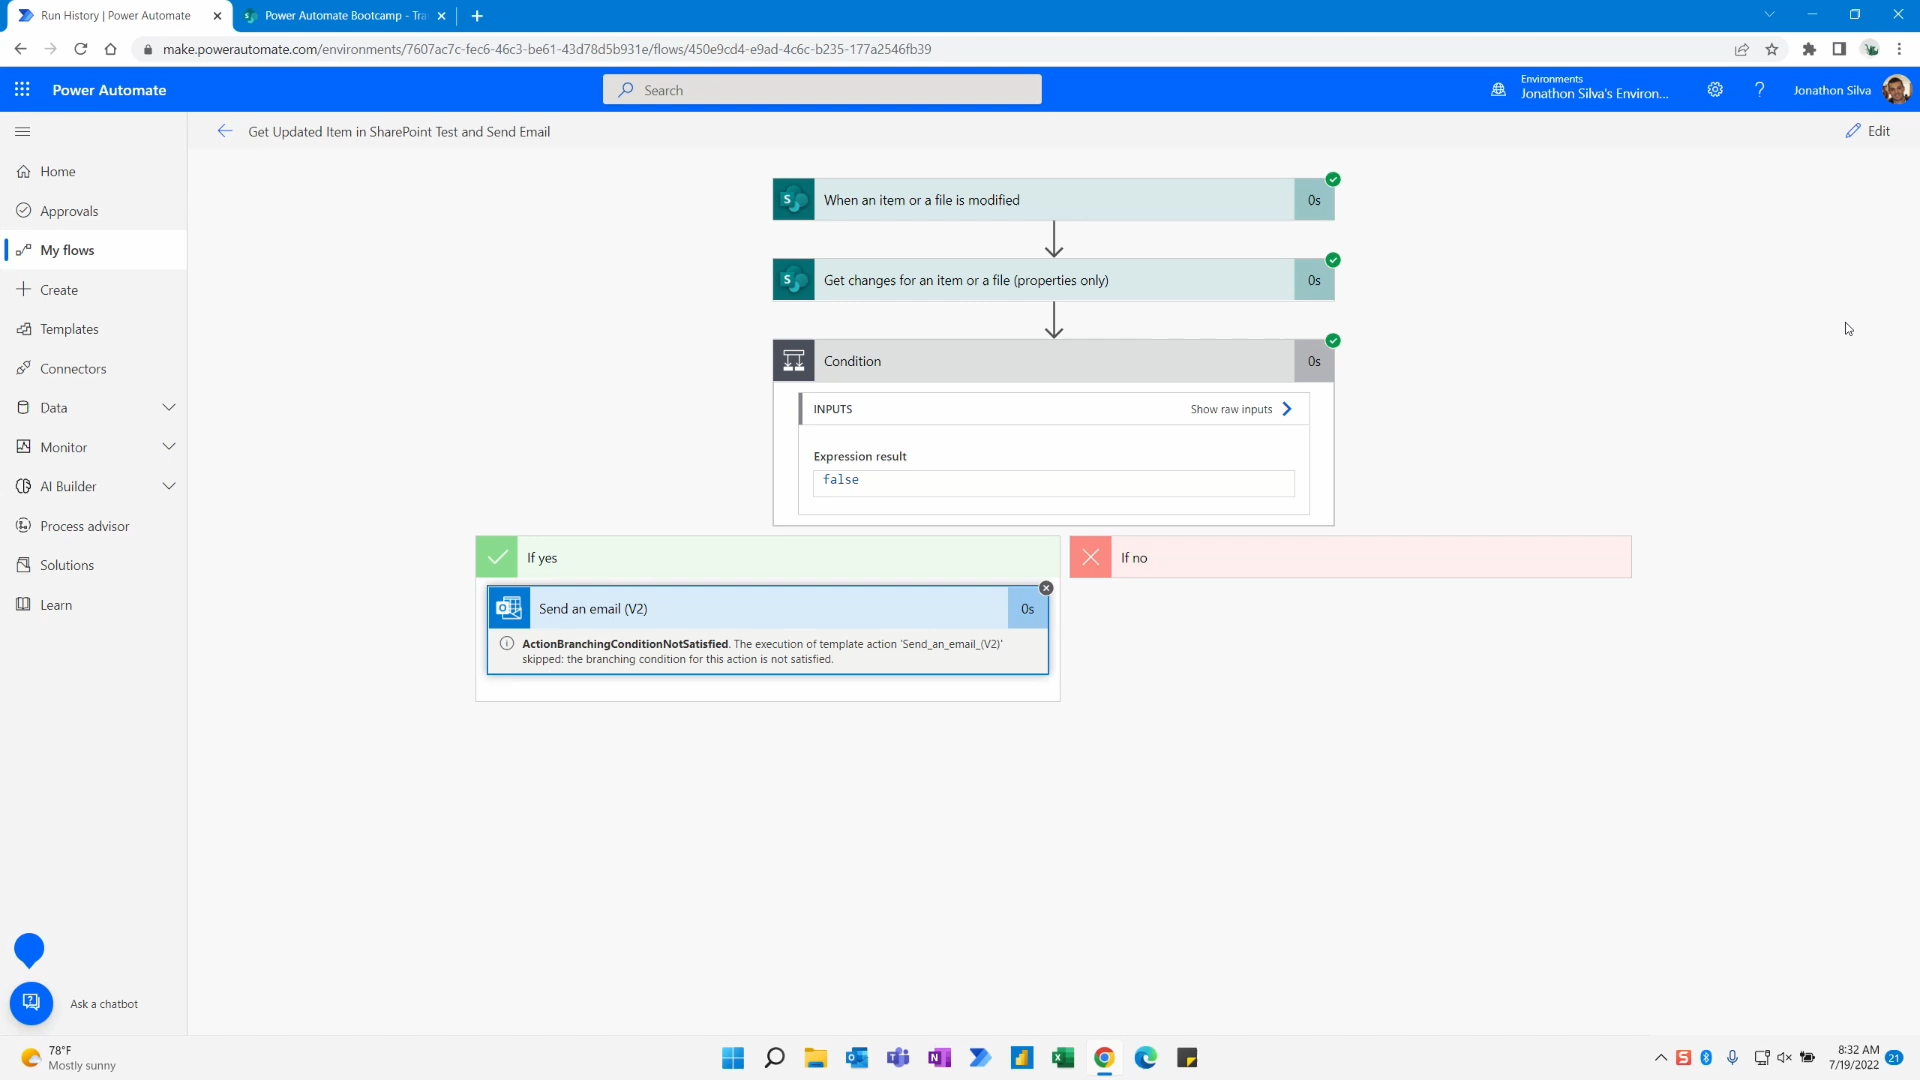 Run History | Power Automate
Power Automate Bootcamp - Tra
make.powerautomate.com/environments/7607ac7c-fec6-46c3-be61-43d78d5b931e/flows/450e9cd4-e9ad-4c6c-b235-177a2546fb39
Power Automate
Search
Environments
Jonathon Silva's Environ...
Jonathon Silva
Get Updated Item in SharePoint Test and Send Email
Edit
Home
Approvals
My flows
Create
Templates
Connectors
Data
Monitor
AI Builder
Process advisor
Solutions
Learn
When an item or a file is modified
0s
Get changes for an item or a file (properties only)
0s
Condition
0s
INPUTS
Show raw inputs
Expression result
false
If yes
If no
Send an email (V2)
0s
ActionBranchingConditionNotSatisfied. The execution of template action 'Send_an_email_(V2)'
skipped: the branching condition for this action is not satisfied.
Ask a chatbot
78°F
Mostly sunny
8:32 AM
7/19/2022
21